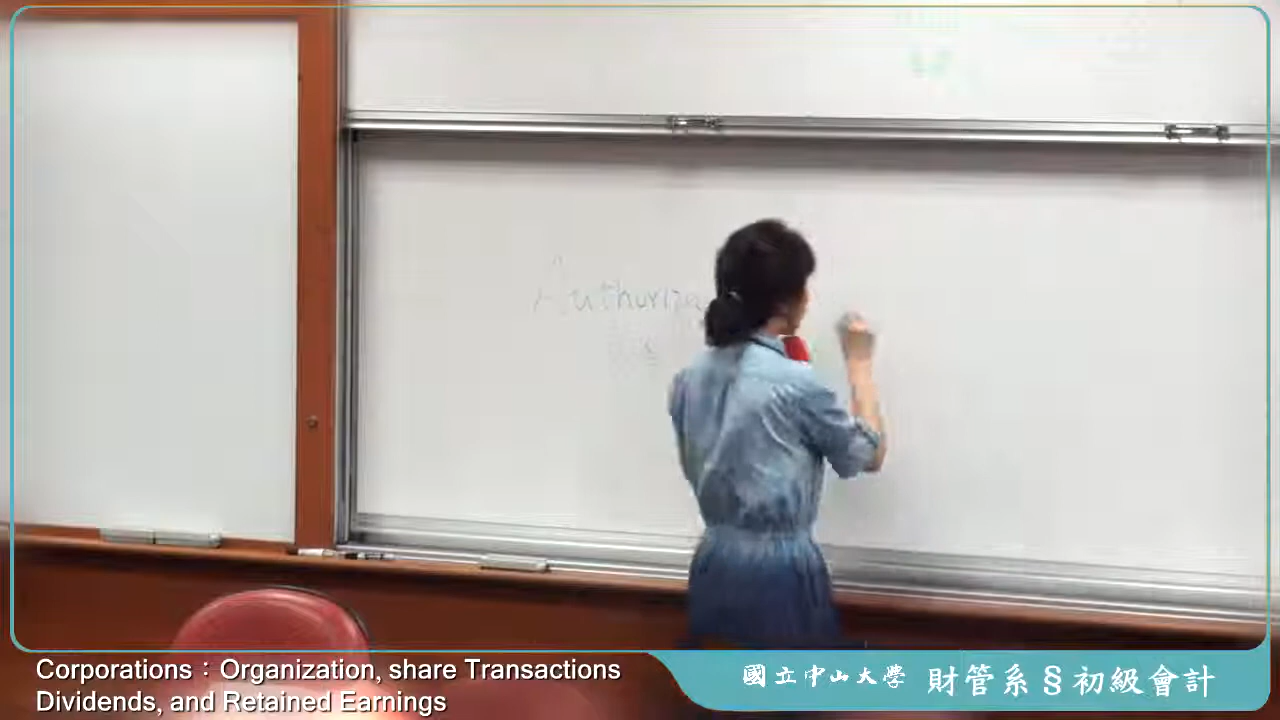 Authoriza
Corporations：Organization, share Transactions
Dividends, and Retained Earnings
國立中山大學 財管系§初級會計